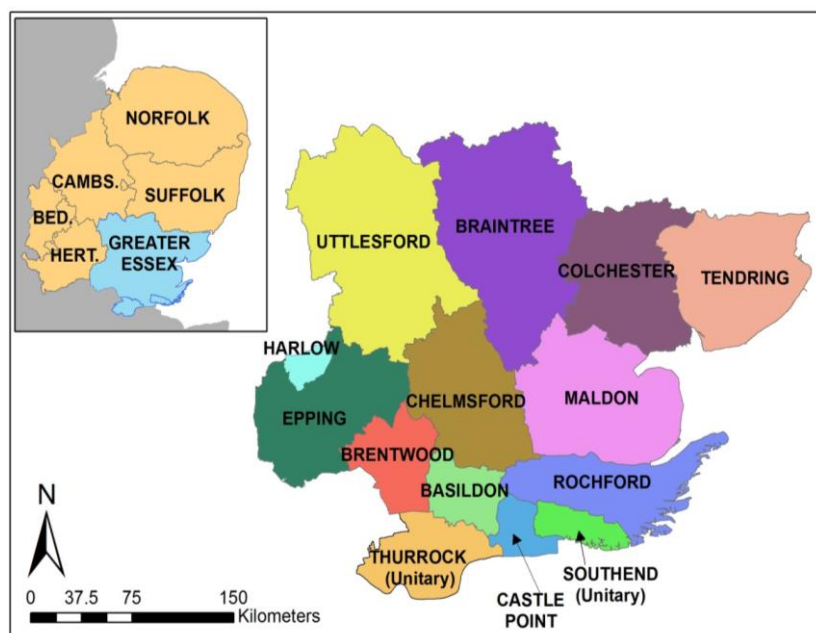 NORFOLK
CAMBS.
SUFFOLK
BED.
HERT.
GREATER
ESSEX
UTTLESFORD
BRAINTREE
COLCHESTER
TENDRING
HARLOW
EPPING
CHELMSFORD
MALDON
BRENTWOOD
BASILDON
ROCHFORD
THURROCK
(Unitary)
CASTLE
POINT
SOUTHEND
(Unitary)
N
0 37.5 75 150
Kilometers